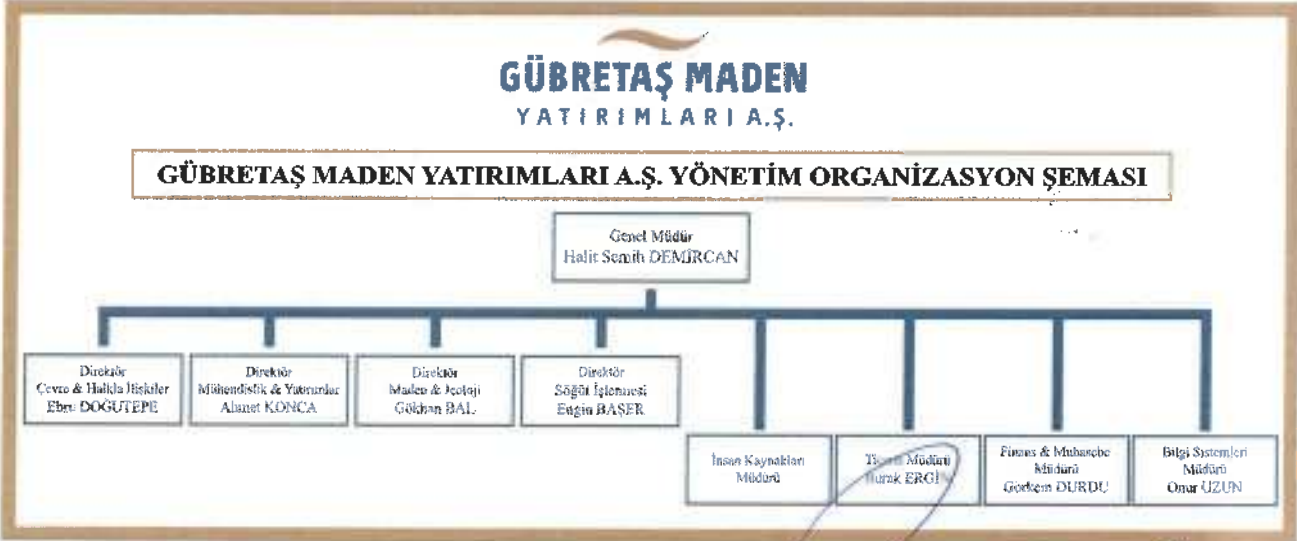 GÜBRETAŞ MADEN
YATIRIMLARI A.Ş.
GÜBRETAŞ MADEN YATIRIMLARI A.Ş. YÖNETİM ORGANİZASYON ŞEMASI
Genel Müdür
Halit Semih DEMİRCAN
Direktör
Çevre & Halkla İlişkiler
Ebru DOĞUTEPE
Direktör
Mühendislik & Yatırımlar
Ahmet KONCA
Direktör
Maden & Jeoloji
Gökhan BAL
Direktör
Söğüt İşletmesi
Engin BAŞER
İnsan Kaynakları
Müdürü
Ticaret Müdürü
Burak ERGİN
Finans & Muhasebe
Müdürü
Görkem DURDU
Bilgi Sistemleri
Müdürü
Onur UZUN